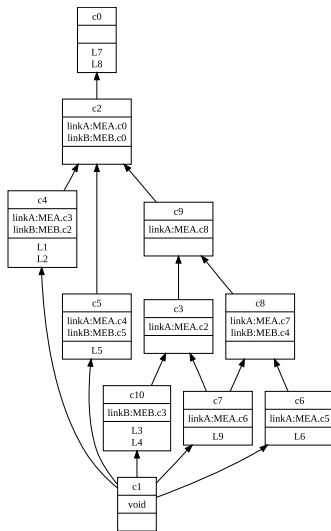 c0
L7
L8
c2
linkA:MEA.c0
linkB:MEB.c0
c4
linkA:MEA.c3
linkB:MEB.c2
L1
L2
c9
linkA:MEA.c8
c5
linkA:MEA.c4
linkB:MEB.c5
L5
c3
linkA:MEA.c2
c8
linkA:MEA.c7
linkB:MEB.c4
c10
linkB:MEB.c3
L3
L4
c7
linkA:MEA.c6
L9
c6
linkA:MEA.c5
L6
c1
void